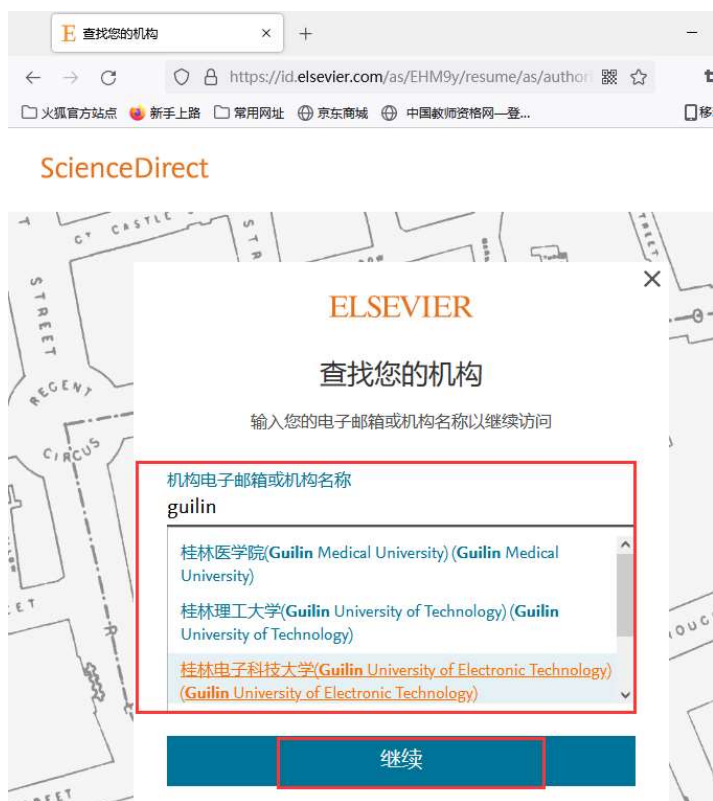 E 查找您的机构
https://id.elsevier.com/as/EHM9y/resume/as/author
火狐官方站点 新手上路 常用网址 京东商城 中国教师资格网—登...
ScienceDirect
CT CASTLE
STREET
STR
STREET
REGENT
CIRCUS
ELSEVIER
查找您的机构
输入您的电子邮箱或机构名称以继续访问
机构电子邮箱或机构名称
guilin
桂林医学院(Guilin Medical University) (Guilin Medical
University)
桂林理工大学(Guilin University of Technology) (Guilin
University of Technology)
桂林电子科技大学(Guilin University of Electronic Technology)
(Guilin University of Electronic Technology)
继续